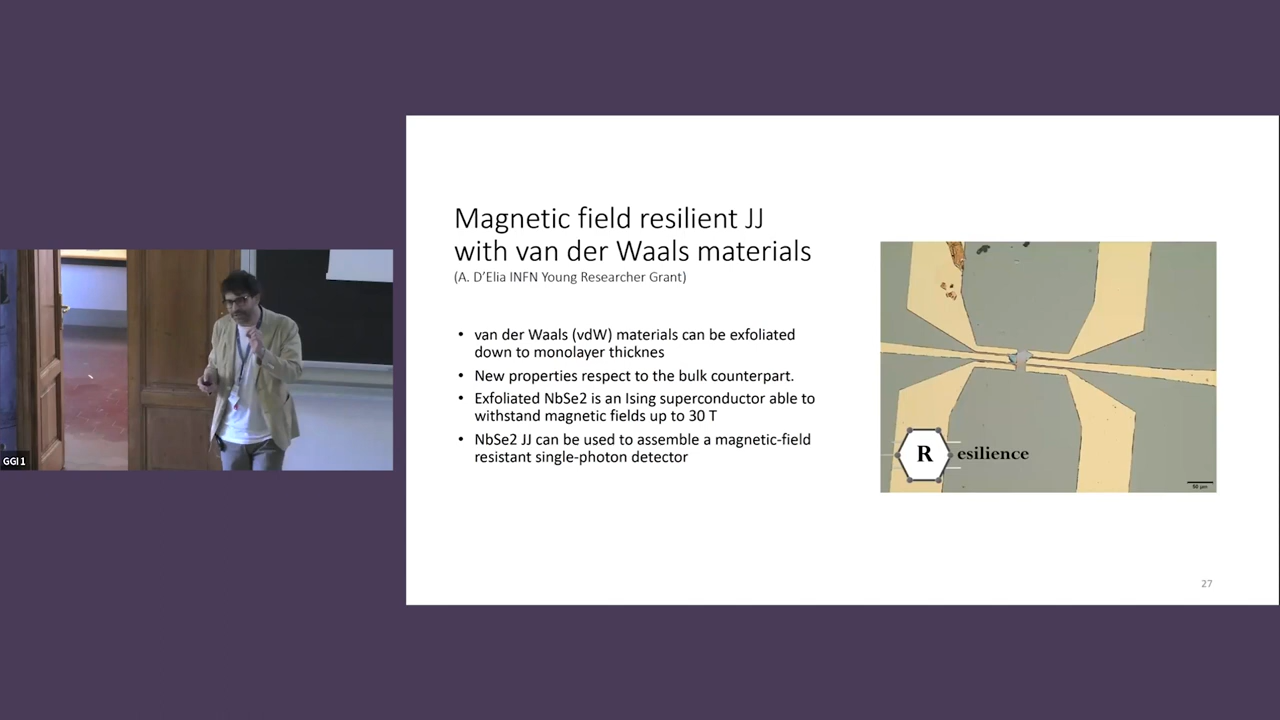 Magnetic field resilient JJ
with van der Waals materials
(A. D'Elia INFN Young Researcher Grant)
• van der Waals (vdW) materials can be exfoliated
down to monolayer thicknes
• New properties respect to the bulk counterpart.
• Exfoliated NbSe2 is an Ising superconductor able to
withstand magnetic fields up to 30 T
• NbSe2 JJ can be used to assemble a magnetic-field
resistant single-photon detector
R esilience
50 μm
27
GGI 1